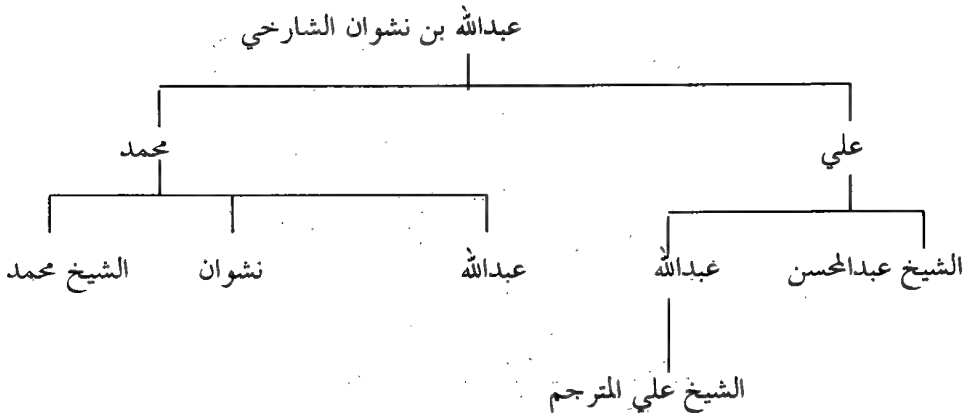 عبدالله بن نشوان الشارخي
علي
محمد
الشيخ عبدالمحسن
عبدالله
عبدالله
نشوان
الشيخ محمد
الشيخ علي المترجم